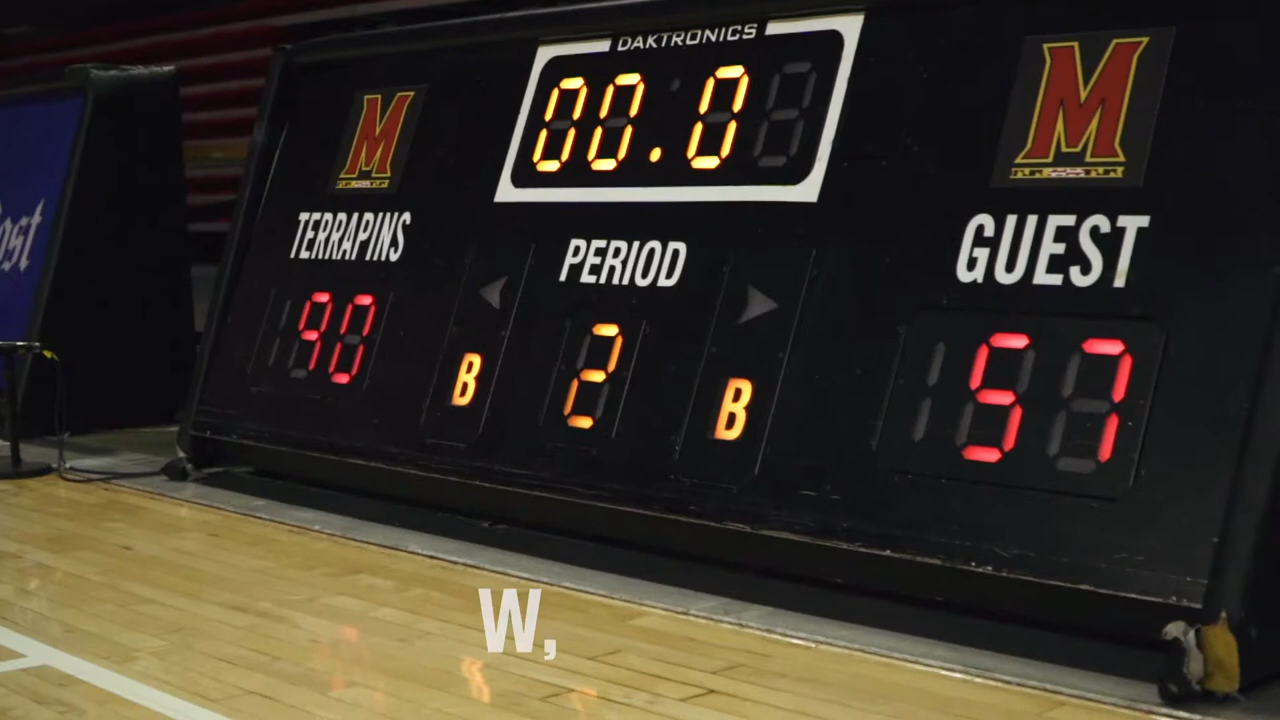 DAKTRONICS
00.0
M
M
TERRAPINS
PERIOD
GUEST
90
B
2
B
57
W,